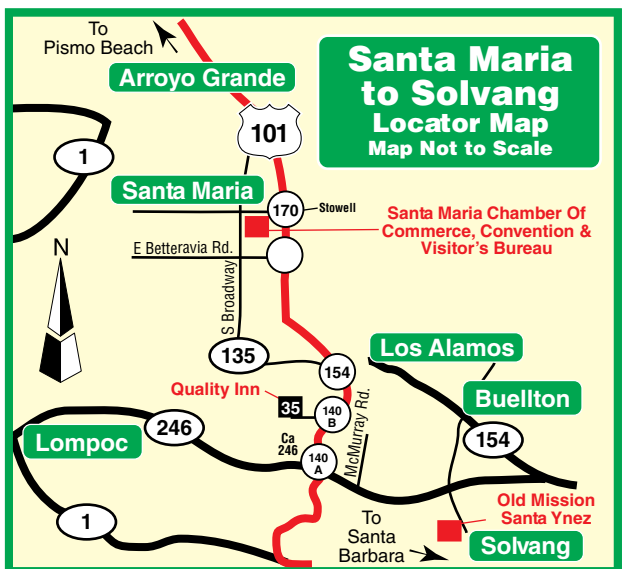 To
Pismo Beach
Arroyo Grande
Santa Maria
to Solvang
Locator Map
Map Not to Scale
101
1
Santa Maria
170
Stowell
Santa Maria Chamber Of
Commerce, Convention &
Visitor's Bureau
E Betteravia Rd.
N
S Broadway
135
154
Los Alamos
Quality Inn
35
140
B
McMurray Rd.
Buellton
246
Lompoc
Ca
246
140
A
154
1
Old Mission
Santa Ynez
To
Santa
Barbara
Solvang